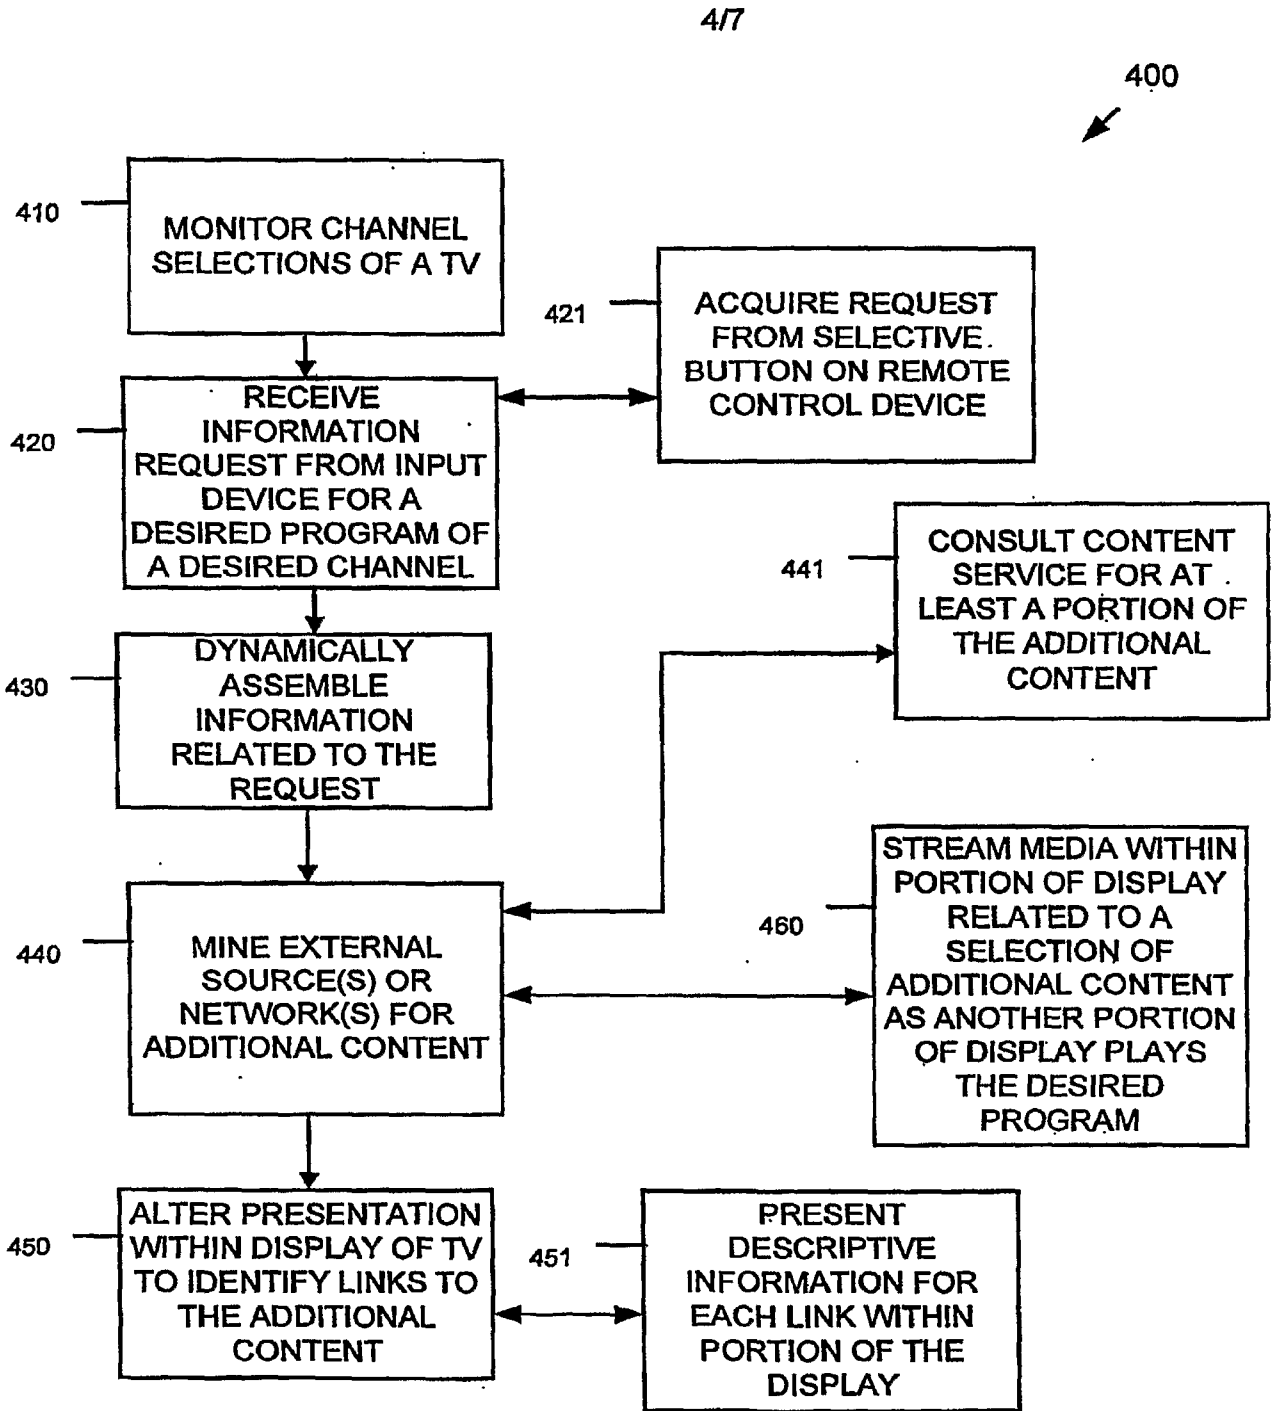 4/7
400
410
MONITOR CHANNEL
SELECTIONS OF A TV
421
ACQUIRE REQUEST
FROM SELECTIVE
BUTTON ON REMOTE
CONTROL DEVICE
420
RECEIVE
INFORMATION
REQUEST FROM INPUT
DEVICE FOR A
DESIRED PROGRAM OF
A DESIRED CHANNEL
441
CONSULT CONTENT
SERVICE FOR AT
LEAST A PORTION OF
THE ADDITIONAL
CONTENT
430
DYNAMICALLY
ASSEMBLE
INFORMATION
RELATED TO THE
REQUEST
460
STREAM MEDIA WITHIN
PORTION OF DISPLAY
RELATED TO A
SELECTION OF
ADDITIONAL CONTENT
AS ANOTHER PORTION
OF DISPLAY PLAYS
THE DESIRED
PROGRAM
440
MINE EXTERNAL
SOURCE(S) OR
NETWORK(S) FOR
ADDITIONAL CONTENT
450
ALTER PRESENTATION
WITHIN DISPLAY OF TV
TO IDENTIFY LINKS TO
THE ADDITIONAL
CONTENT
451
PRESENT
DESCRIPTIVE
INFORMATION FOR
EACH LINK WITHIN
PORTION OF THE
DISPLAY